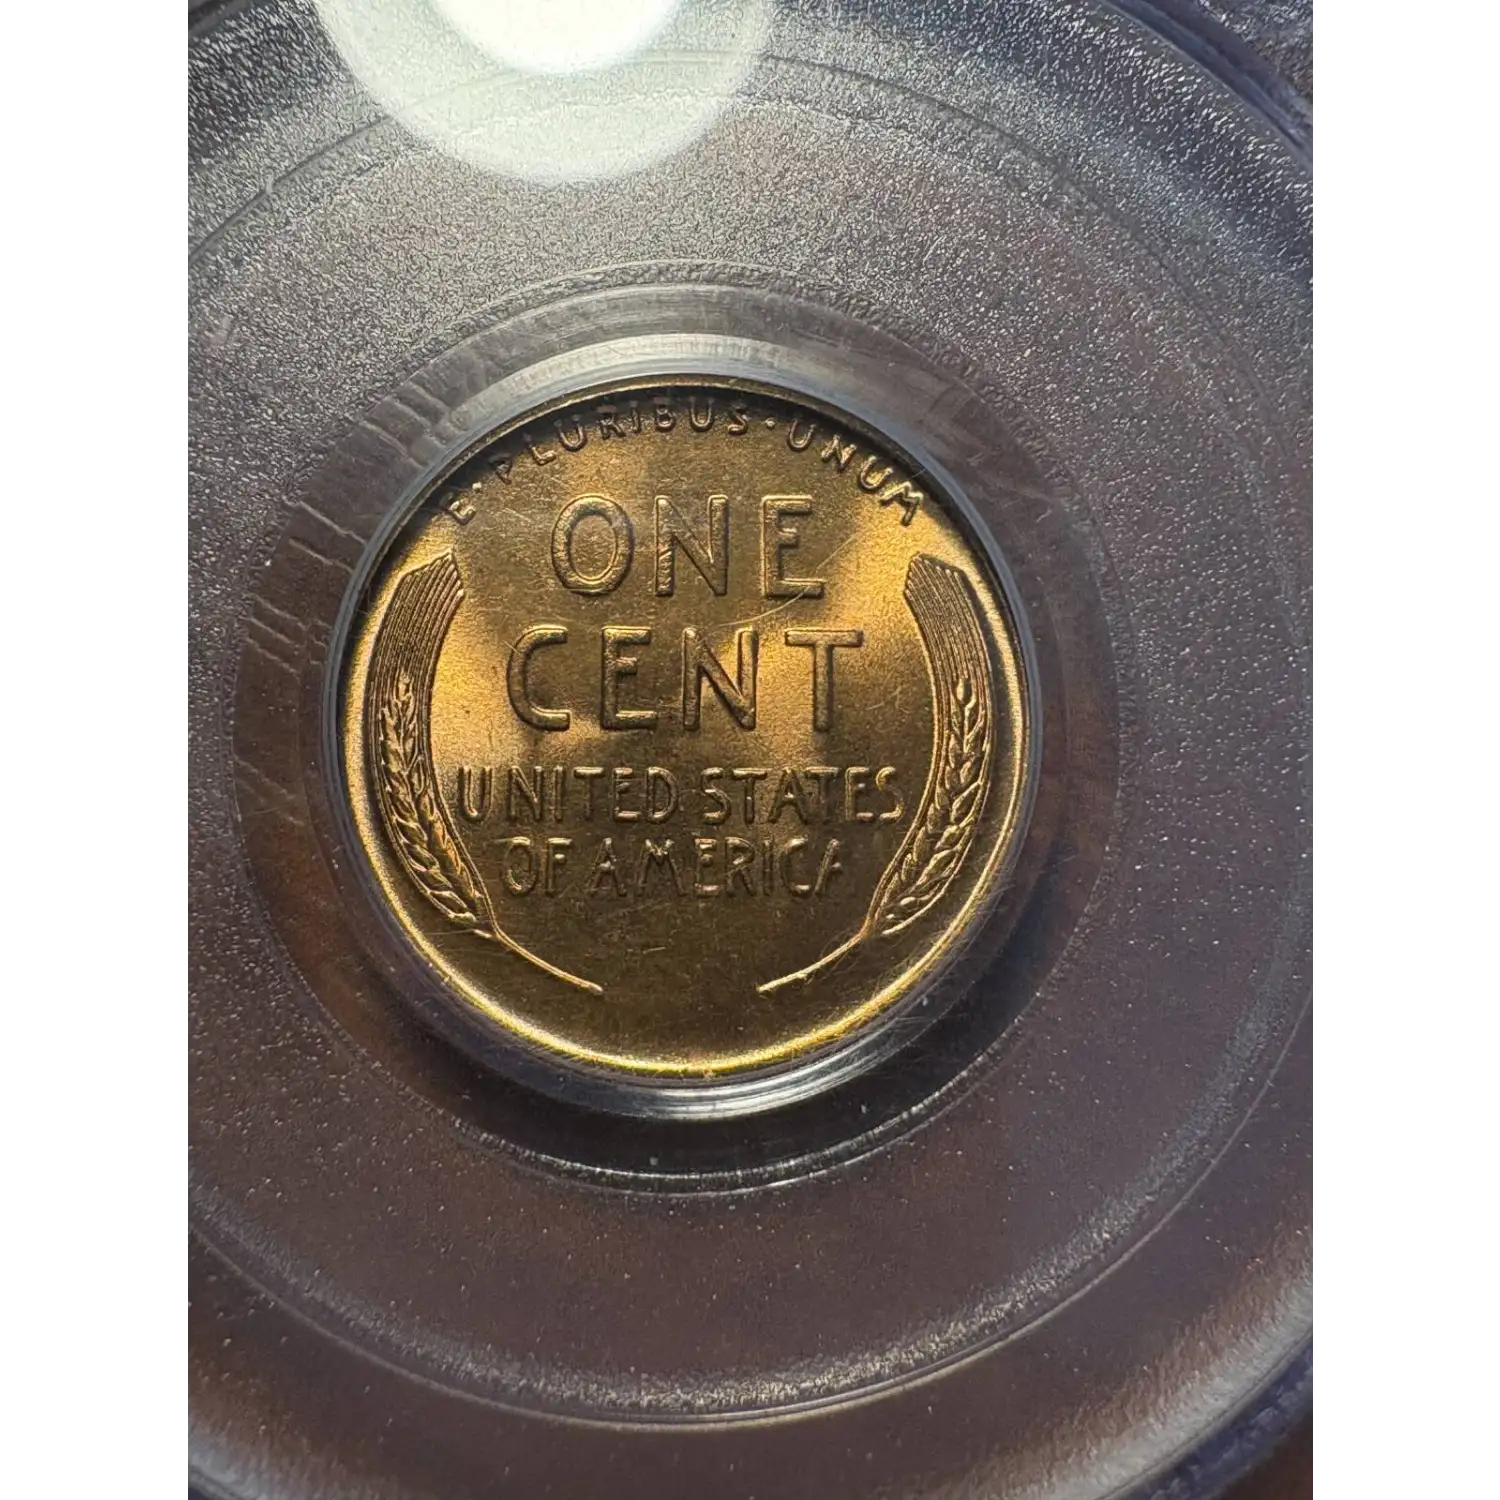 E·PLURIBUS·UNUM
ONE
CENT
UNITED STATES
OF AMERICA